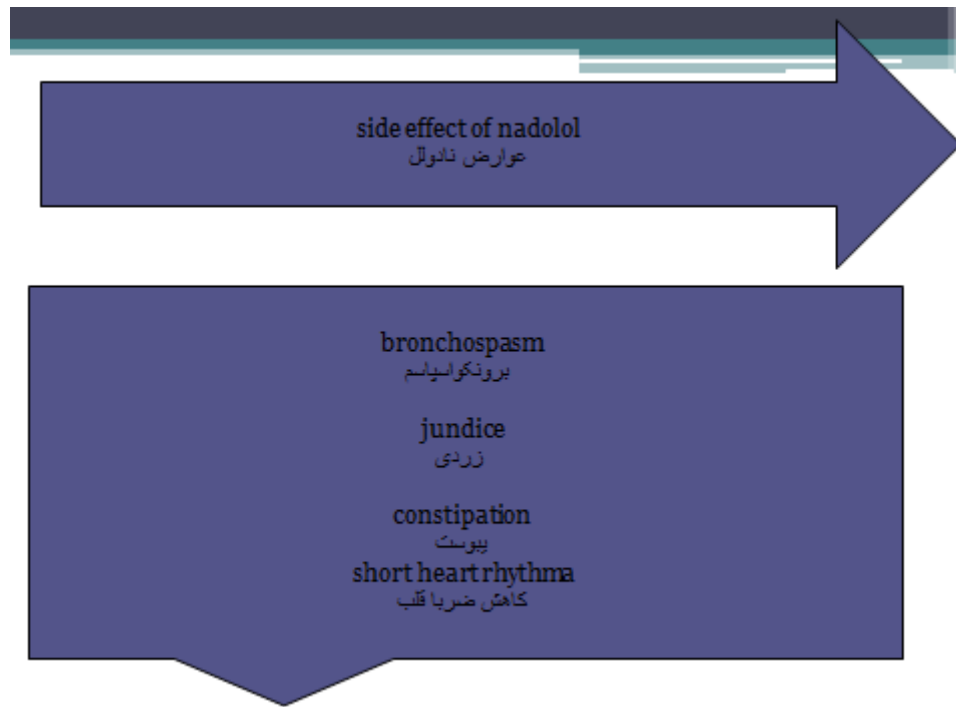 side effect of nadolol
عوارض نادولل
bronchospasm
برونکواسپاسم
jundice
زردی
constipation
یبوست
short heart rhythma
کاهش ضربا قلب